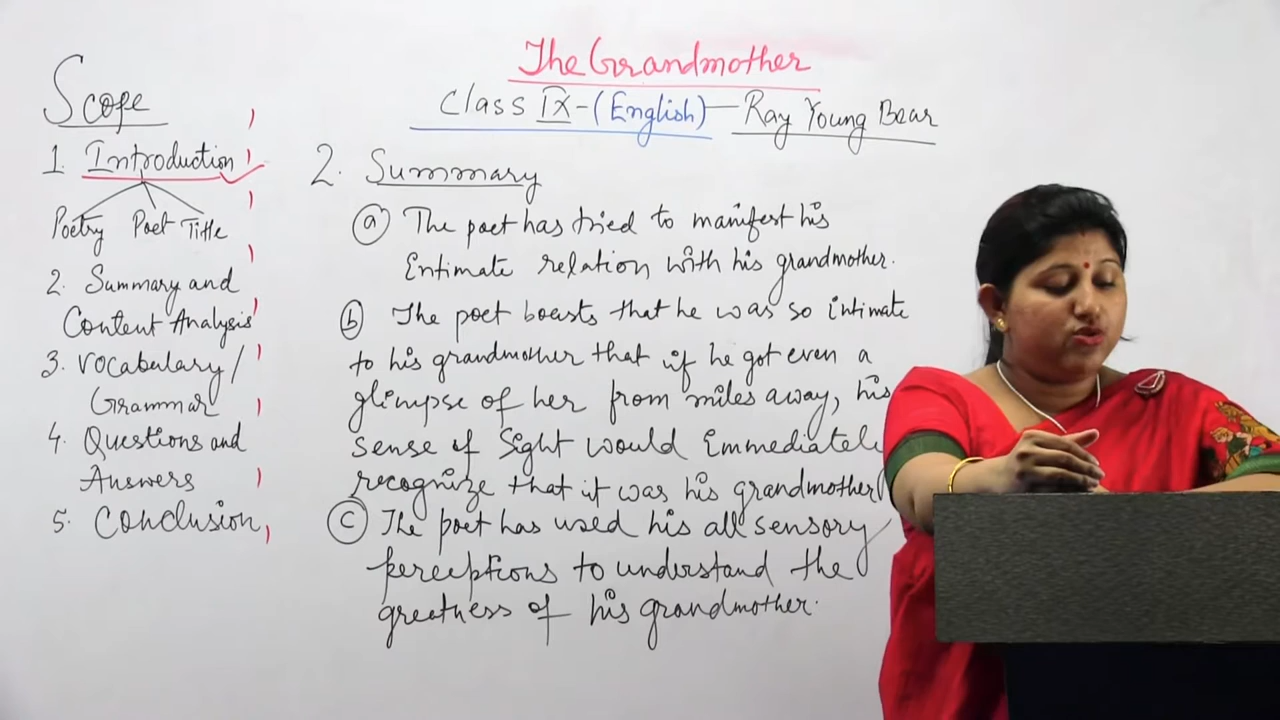 The Grandmother
Class IX-(English)-Ray Young Bear
Scope
1. Introduction
Poetry Poet Title
2. Summary and
Content Analysis
3. Vocabulary/
Grammar
4. Questions and
Answers
5. Conclusion
2. Summary
(a) The poet has tried to manifest his
Entimate relation with his grandmother.
(b) The poet boasts that he was so intimate
to his grandmother that if he got even a
glimpse of her from miles away, his
sense of Sight would Immediately
recognize that it was his grandmother
(c) The poet has used his all sensory
perceptions to understand the
greatness of his grandmother.